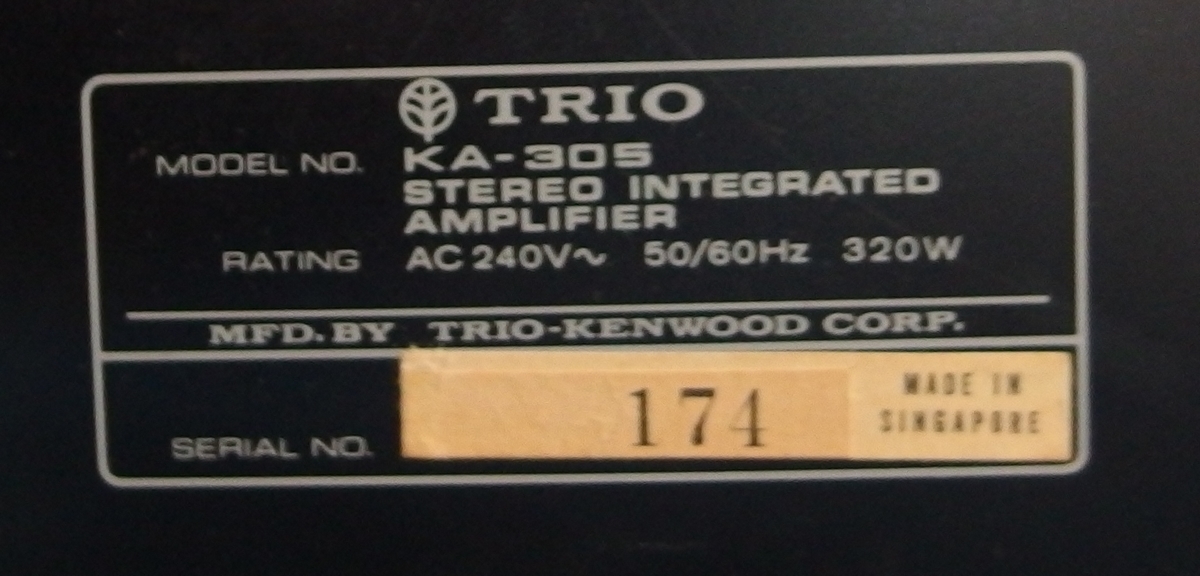 TRIO
MODEL NO. KA-305
STEREO INTEGRATED
AMPLIFIER
RATING AC 240V~ 50/60Hz 320W
MFD. BY TRIO-KENWOOD CORP.
SERIAL NO. 174
MADE IN
SINGAPORE